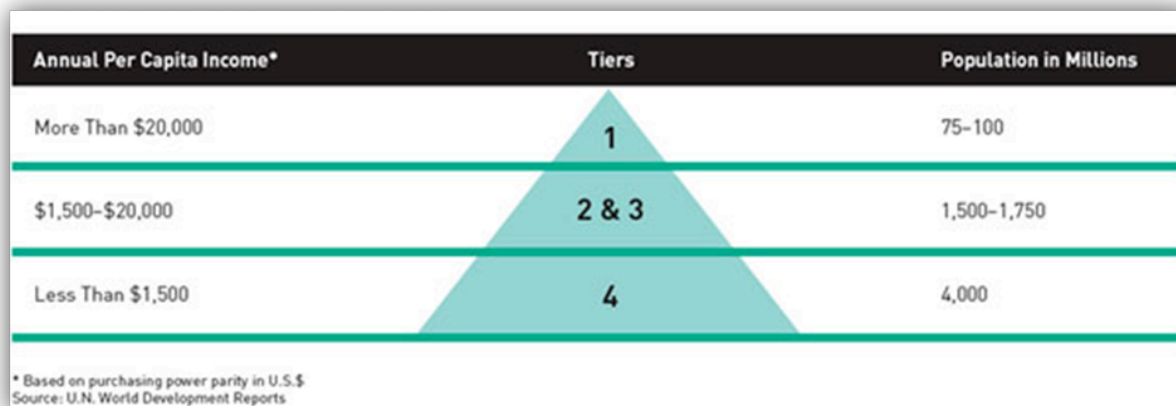 Annual Per Capita Income* Tiers Population in Millions
More Than $20,000 1 75–100
$1,500–$20,000 2 & 3 1,500–1,750
Less Than $1,500 4 4,000
* Based on purchasing power parity in U.S.$
Source: U.N. World Development Reports